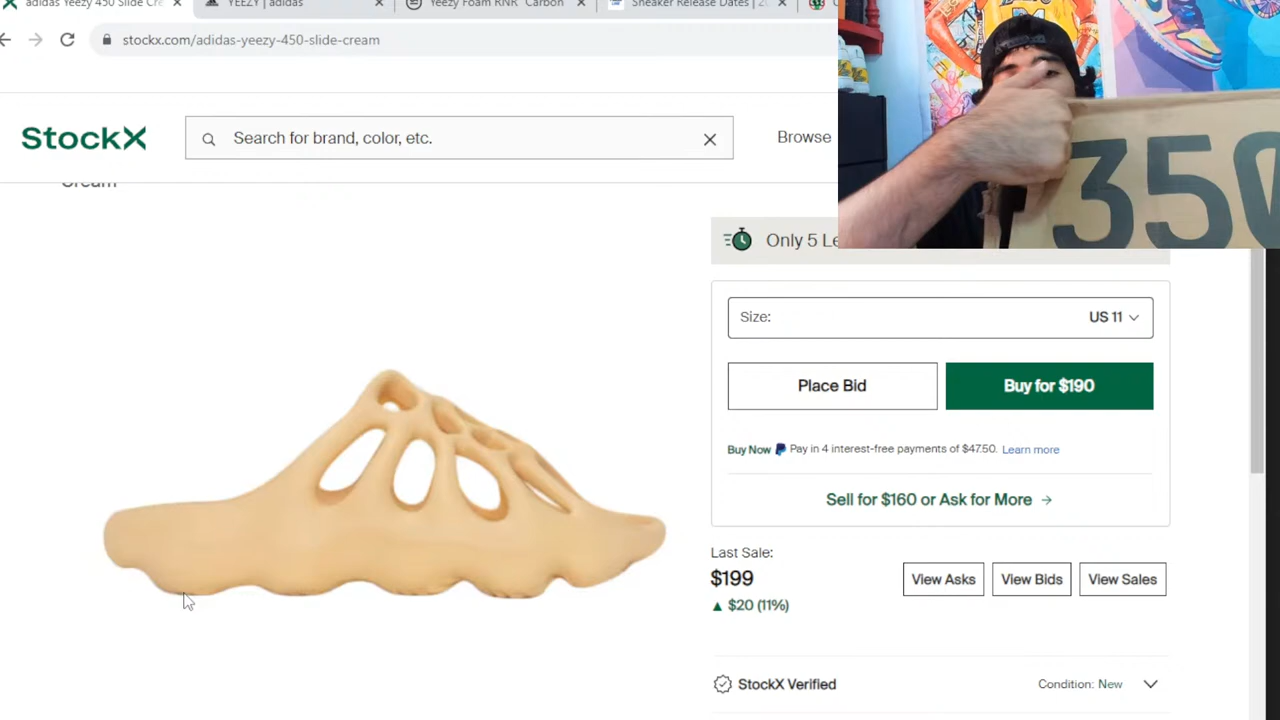 adidas Yeezy 450 Slide Cre
YEEZY | adidas
Yeezy Foam RNR "Carbon"
Sneaker Release Dates | 20
stockx.com/adidas-yeezy-450-slide-cream
StockX
Search for brand, color, etc.
Browse
350
Cream
Only 5 Le
Size:
US 11
Place Bid
Buy for $190
Buy Now Pay in 4 interest-free payments of $47.50. Learn more
Sell for $160 or Ask for More →
Last Sale:
$199
▲ $20 (11%)
View Asks
View Bids
View Sales
StockX Verified
Condition: New